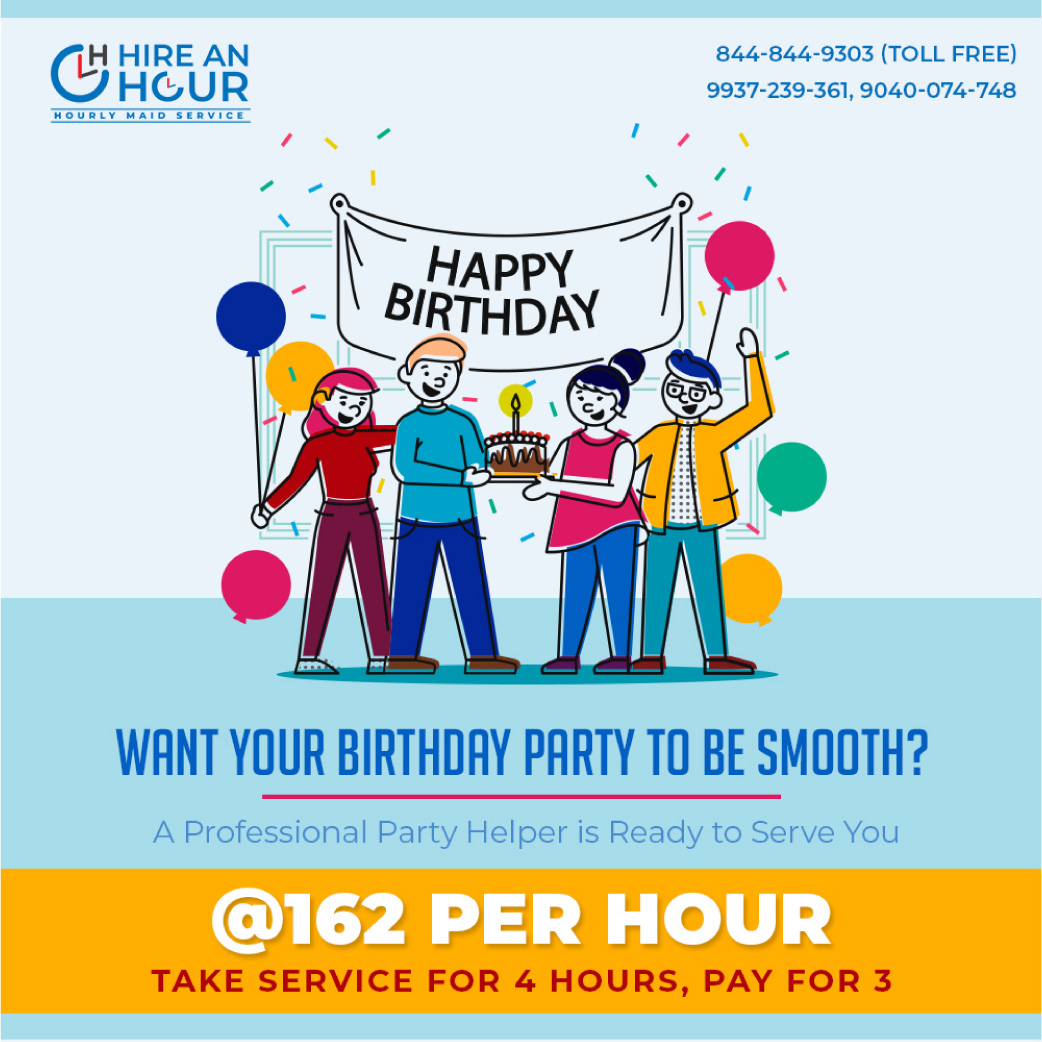 HIRE AN
HOUR
HOURLY MAID SERVICE
844-844-9303 (TOLL FREE)
9937-239-361, 9040-074-748
HAPPY
BIRTHDAY
WANT YOUR BIRTHDAY PARTY TO BE SMOOTH?
A Professional Party Helper is Ready to Serve You
@162 PER HOUR
TAKE SERVICE FOR 4 HOURS, PAY FOR 3